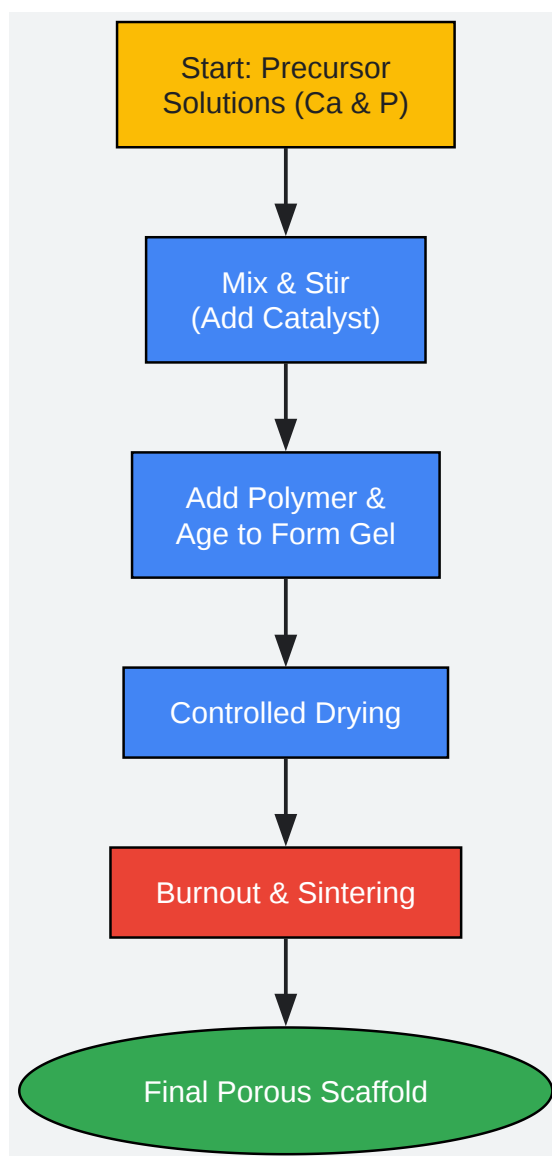 Start: Precursor
Solutions (Ca & P)
Mix & Stir
(Add Catalyst)
Add Polymer &
Age to Form Gel
Controlled Drying
Burnout & Sintering
Final Porous Scaffold